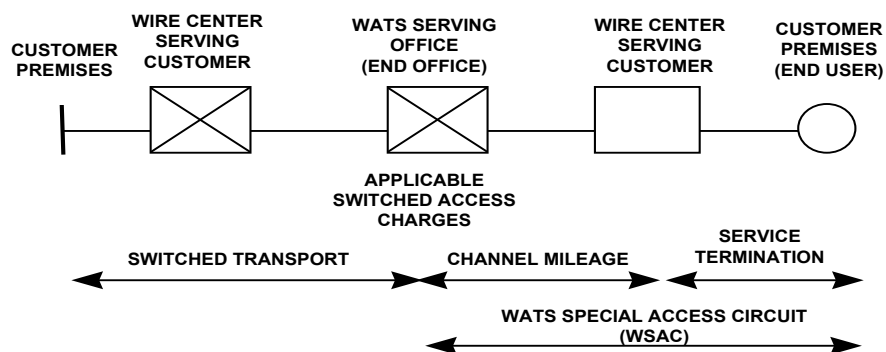 CUSTOMER
PREMISES
WIRE CENTER
SERVING
CUSTOMER
WATS SERVING
OFFICE
(END OFFICE)
WIRE CENTER
SERVING
CUSTOMER
CUSTOMER
PREMISES
(END USER)
APPLICABLE
SWITCHED ACCESS
CHARGES
SWITCHED TRANSPORT
CHANNEL MILEAGE
SERVICE
TERMINATION
WATS SPECIAL ACCESS CIRCUIT
(WSAC)